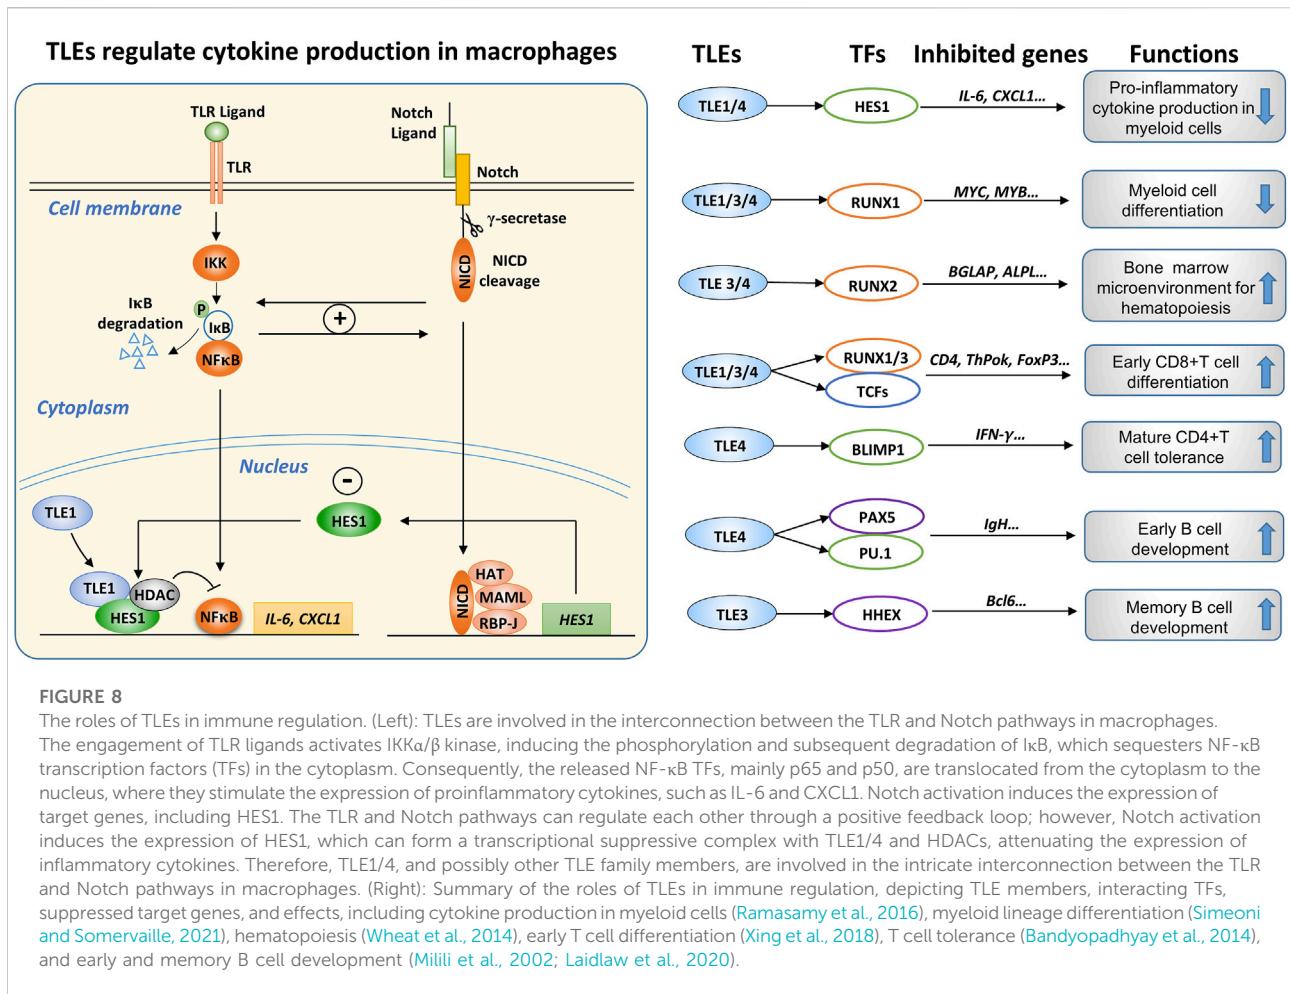 TLEs regulate cytokine production in macrophages
TLR Ligand
TLR
Notch
Ligand
Notch
Cell membrane
γ-secretase
IKK
NICD
NICD
cleavage
P
IκB
degradation
IκB
NFκB
+
Cytoplasm
Nucleus
-
TLE1
HES1
TLE1
HDAC
HES1
NFκB
IL-6, CXCL1
NICD
HAT
MAML
RBP-J
HES1
TLEs TFs Inhibited genes Functions
TLE1/4 HES1 IL-6, CXCL1...
Pro-inflammatory
cytokine production in
myeloid cells
TLE1/3/4 RUNX1 MYC, MYB...
Myeloid cell
differentiation
TLE 3/4 RUNX2 BGLAP, ALPL...
Bone marrow
microenvironment for
hematopoiesis
TLE1/3/4 RUNX1/3 CD4, ThPok, FoxP3...
TCFs
Early CD8+T cell
differentiation
TLE4 BLIMP1 IFN-γ...
Mature CD4+T
cell tolerance
TLE4 PAX5 IgH...
PU.1
Early B cell
development
TLE3 HHEX Bcl6...
Memory B cell
development
FIGURE 8
The roles of TLEs in immune regulation. (Left): TLEs are involved in the interconnection between the TLR and Notch pathways in macrophages.
The engagement of TLR ligands activates IKKα/β kinase, inducing the phosphorylation and subsequent degradation of IκB, which sequesters NF-κB
transcription factors (TFs) in the cytoplasm. Consequently, the released NF-κB TFs, mainly p65 and p50, are translocated from the cytoplasm to the
nucleus, where they stimulate the expression of proinflammatory cytokines, such as IL-6 and CXCL1. Notch activation induces the expression of
target genes, including HES1. The TLR and Notch pathways can regulate each other through a positive feedback loop; however, Notch activation
induces the expression of HES1, which can form a transcriptional suppressive complex with TLE1/4 and HDACs, attenuating the expression of
inflammatory cytokines. Therefore, TLE1/4, and possibly other TLE family members, are involved in the intricate interconnection between the TLR
and Notch pathways in macrophages. (Right): Summary of the roles of TLEs in immune regulation, depicting TLE members, interacting TFs,
suppressed target genes, and effects, including cytokine production in myeloid cells (Ramasamy et al., 2016), myeloid lineage differentiation (Simeoni
and Somervaille, 2021), hematopoiesis (Wheat et al., 2014), early T cell differentiation (Xing et al., 2018), T cell tolerance (Bandyopadhyay et al., 2014),
and early and memory B cell development (Milili et al., 2002; Laidlaw et al., 2020).